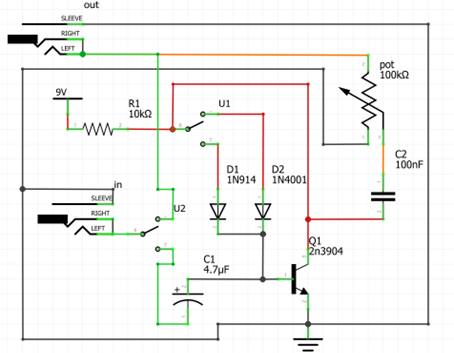 out
SLEEVE
RIGHT
LEFT
pot
100kΩ
9V
R1
10kΩ
U1
C2
100nF
D1
1N914
D2
1N4001
in
SLEEVE
RIGHT
LEFT
U2
Q1
2n3904
C1
4.7µF
+